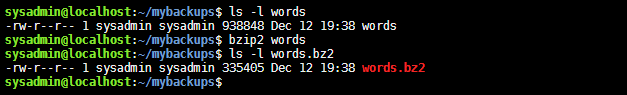 sysadmin@localhost:~/mybackups$ ls -l words
-rw-r--r-- 1 sysadmin sysadmin 938848 Dec 12 19:38 words
sysadmin@localhost:~/mybackups$ bzip2 words
sysadmin@localhost:~/mybackups$ ls -l words.bz2
-rw-r--r-- 1 sysadmin sysadmin 335405 Dec 12 19:38 words.bz2
sysadmin@localhost:~/mybackups$